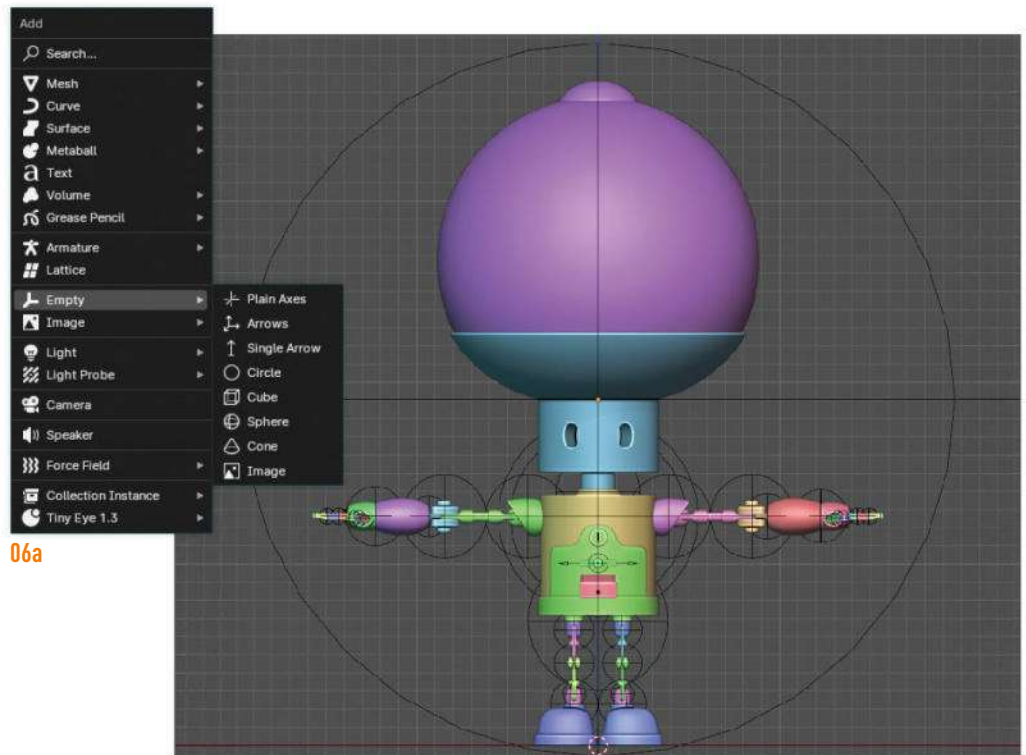 Add
Search...
Mesh
Curve
Surface
Metaball
Text
Volume
Grease Pencil
Armature
Lattice
Empty
Image
Light
Light Probe
Camera
Speaker
Force Field
Collection Instance
Tiny Eye 1.3
Plain Axes
Arrows
Single Arrow
Circle
Cube
Sphere
Cone
Image
06a